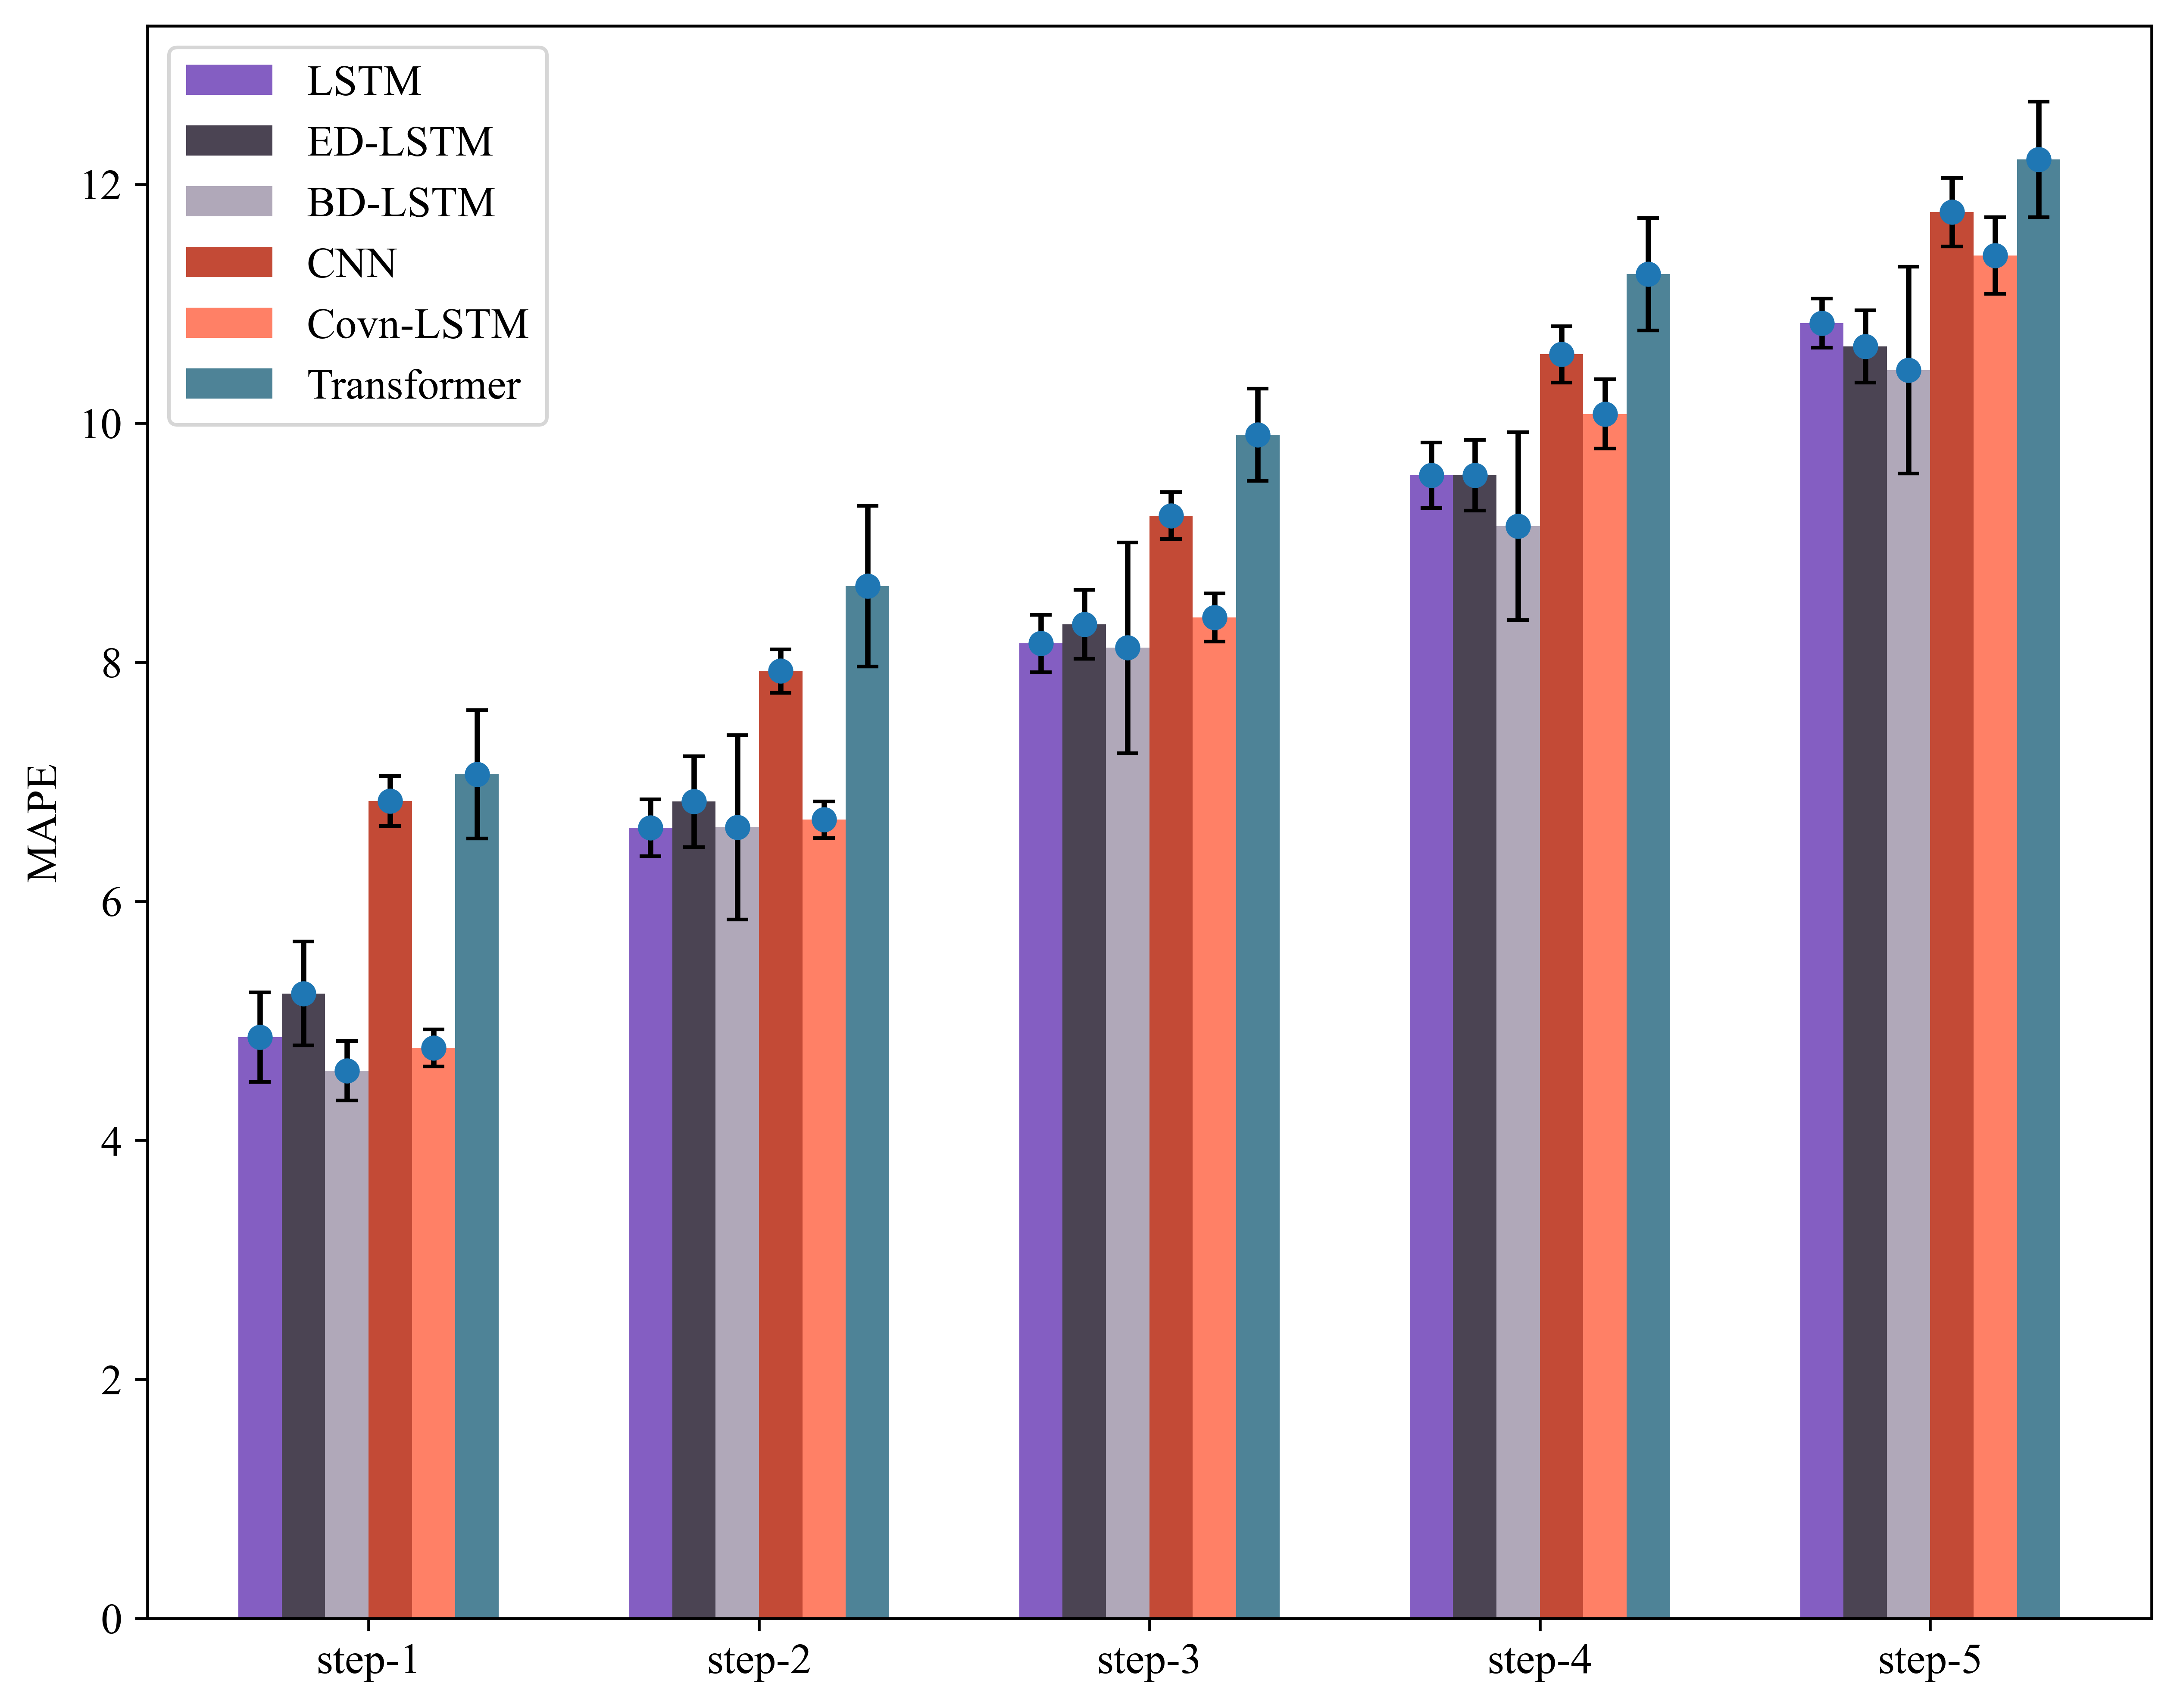 LSTM
ED-LSTM
BD-LSTM
CNN
Covn-LSTM
Transformer
MAPE
12
10
8
6
4
2
0
step-1 step-2 step-3 step-4 step-5